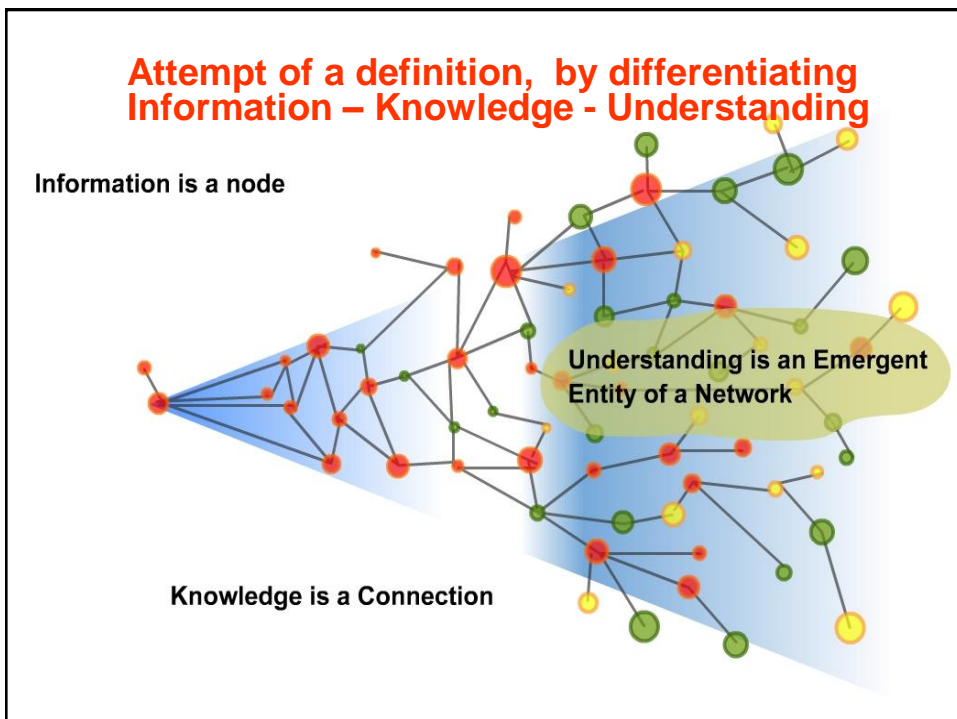 Attempt of a definition, by differentiating
Information – Knowledge - Understanding
Information is a node
Understanding is an Emergent
Entity of a Network
Knowledge is a Connection